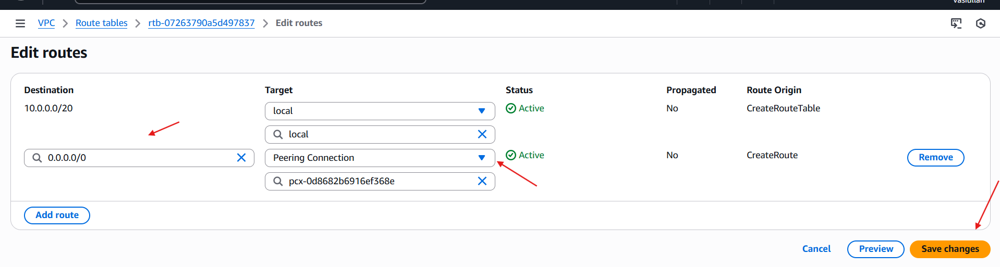 Vasiullah
VPC > Route tables > rtb-07263790a5d497837 > Edit routes
Edit routes
Destination Target Status Propagated Route Origin
10.0.0.0/20 local Active No CreateRouteTable
local
0.0.0.0/0 Peering Connection Active No CreateRoute Remove
pcx-0d8682b6916ef368e
Add route
Cancel Preview Save changes